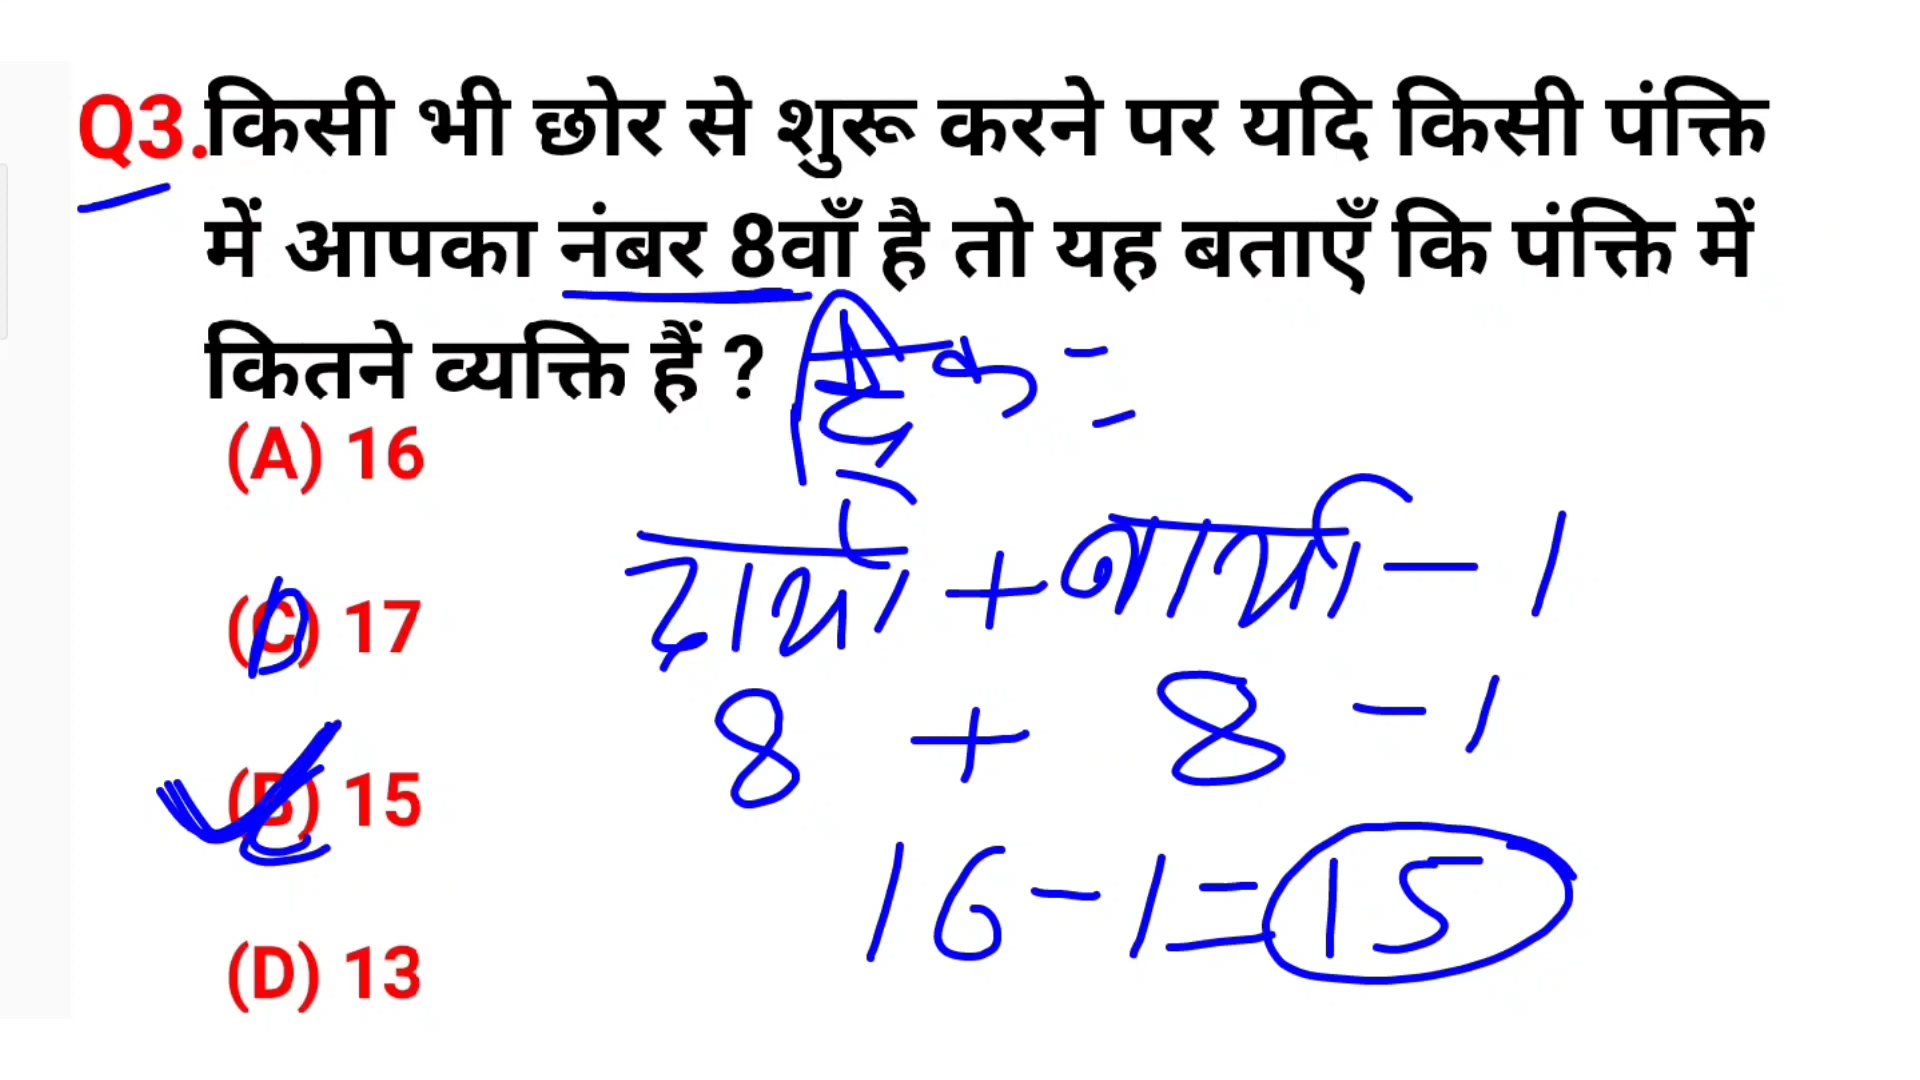 Q3. किसी भी छोर से शुरू करने पर यदि किसी पंक्ति
में आपका नंबर 8वाँ है तो यह बताएँ कि पंक्ति में
कितने व्यक्ति हैं ?
(A) 16
दायाँ + बायाँ - 1
(C) 17
8 + 8 - 1
(B) 15
16 - 1 = 15
(D) 13